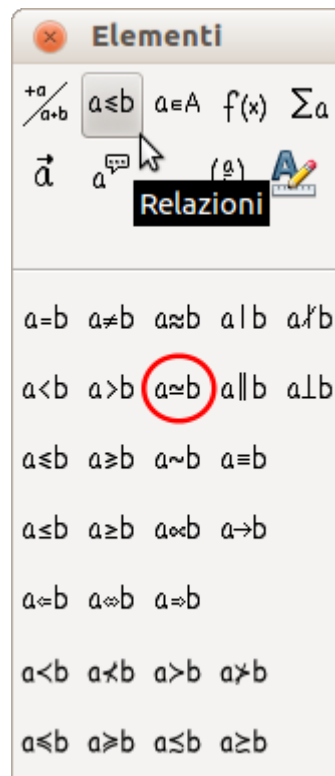 Elementi
+a/a+b a⩽b a∈A f(x) Σa
a⃗ a
Relazioni
a=b a≠b a≈b a|b a∤b
a<b a>b a≃b a∥b a⊥b
a⩽b a⩾b a~b a≡b
a≤b a≥b a∝b a→b
a⇐b a⇔b a⇒b
a≺b a⊀b a≻b a⊁b
a≼b a≽b a≾b a≿b